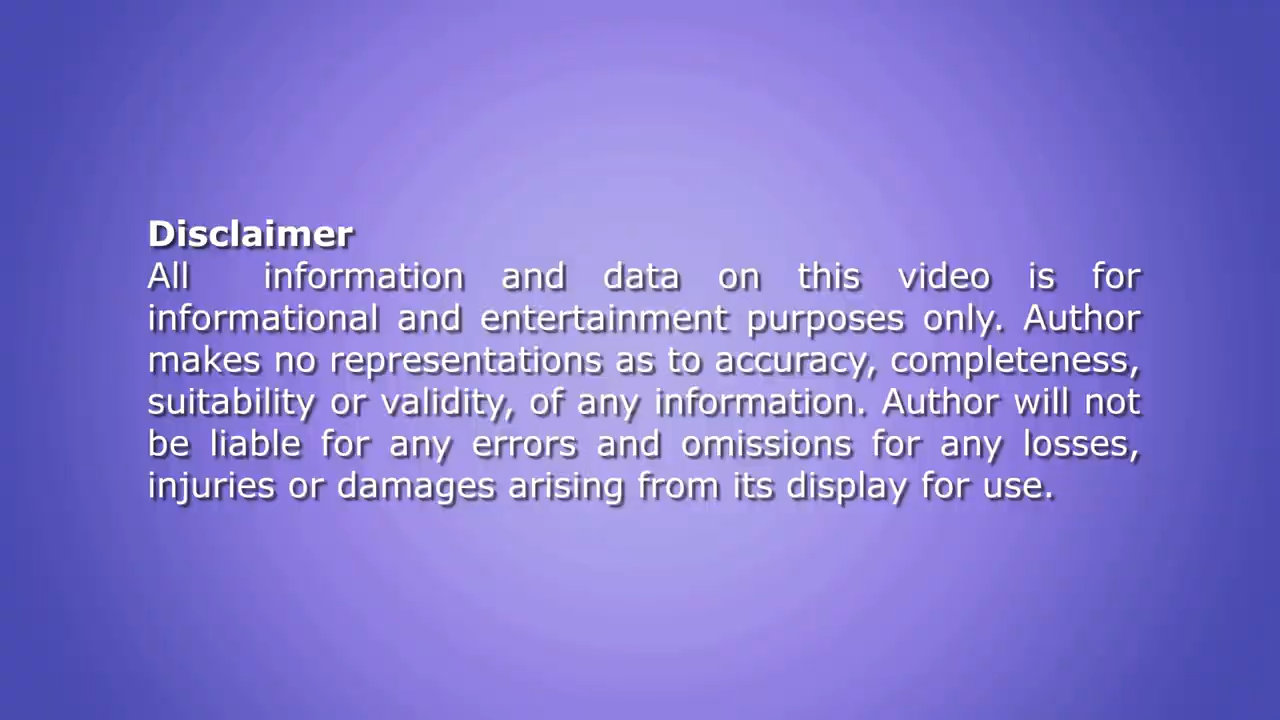 Disclaimer
All information and data on this video is for
informational and entertainment purposes only. Author
makes no representations as to accuracy, completeness,
suitability or validity, of any information. Author will not
be liable for any errors and omissions for any losses,
injuries or damages arising from its display for use.